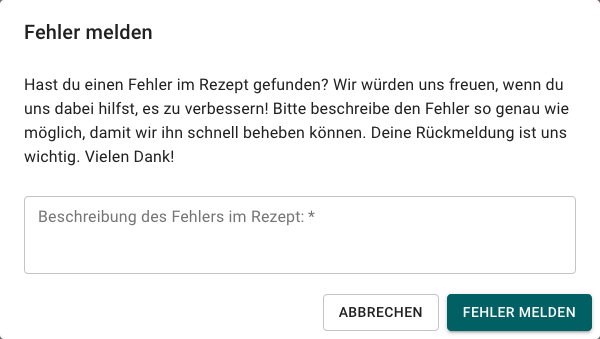 Fehler melden
Hast du einen Fehler im Rezept gefunden? Wir würden uns freuen, wenn du
uns dabei hilfst, es zu verbessern! Bitte beschreibe den Fehler so genau wie
möglich, damit wir ihn schnell beheben können. Deine Rückmeldung ist uns
wichtig. Vielen Dank!
Beschreibung des Fehlers im Rezept: *
ABBRECHEN
FEHLER MELDEN